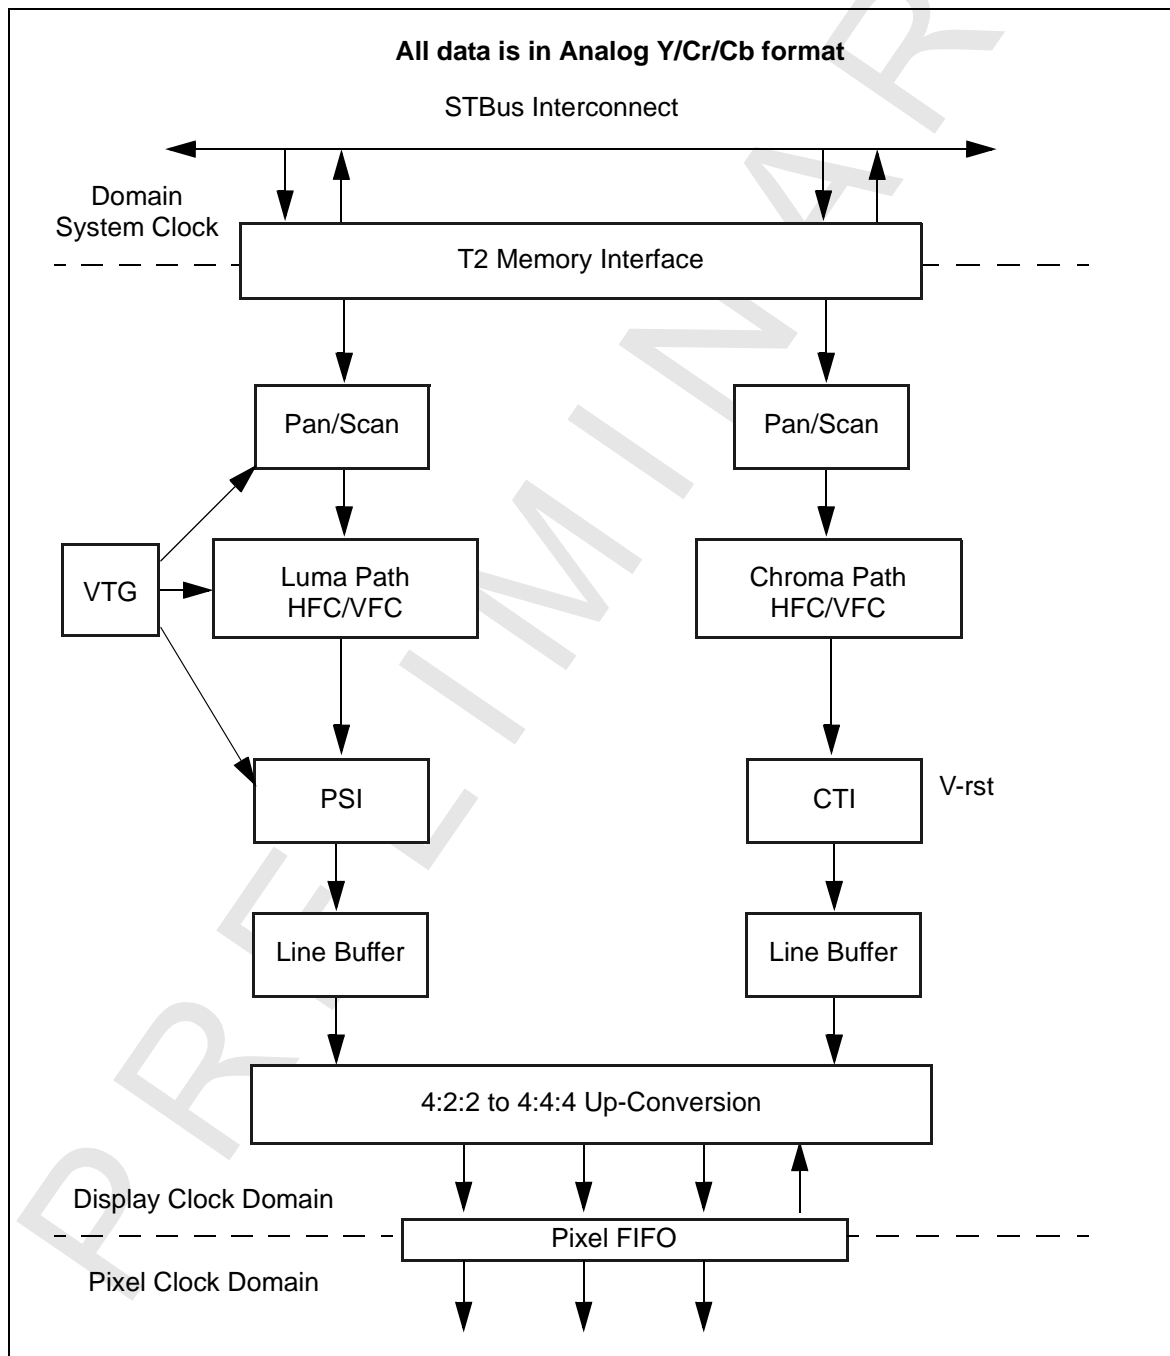 All data is in Analog Y/Cr/Cb format
STBus Interconnect
Domain
System Clock
T2 Memory Interface
Pan/Scan
Pan/Scan
VTG
Luma Path
HFC/VFC
Chroma Path
HFC/VFC
PSI
CTI
V-rst
Line Buffer
Line Buffer
4:2:2 to 4:4:4 Up-Conversion
Display Clock Domain
Pixel FIFO
Pixel Clock Domain
PRELIMINAR